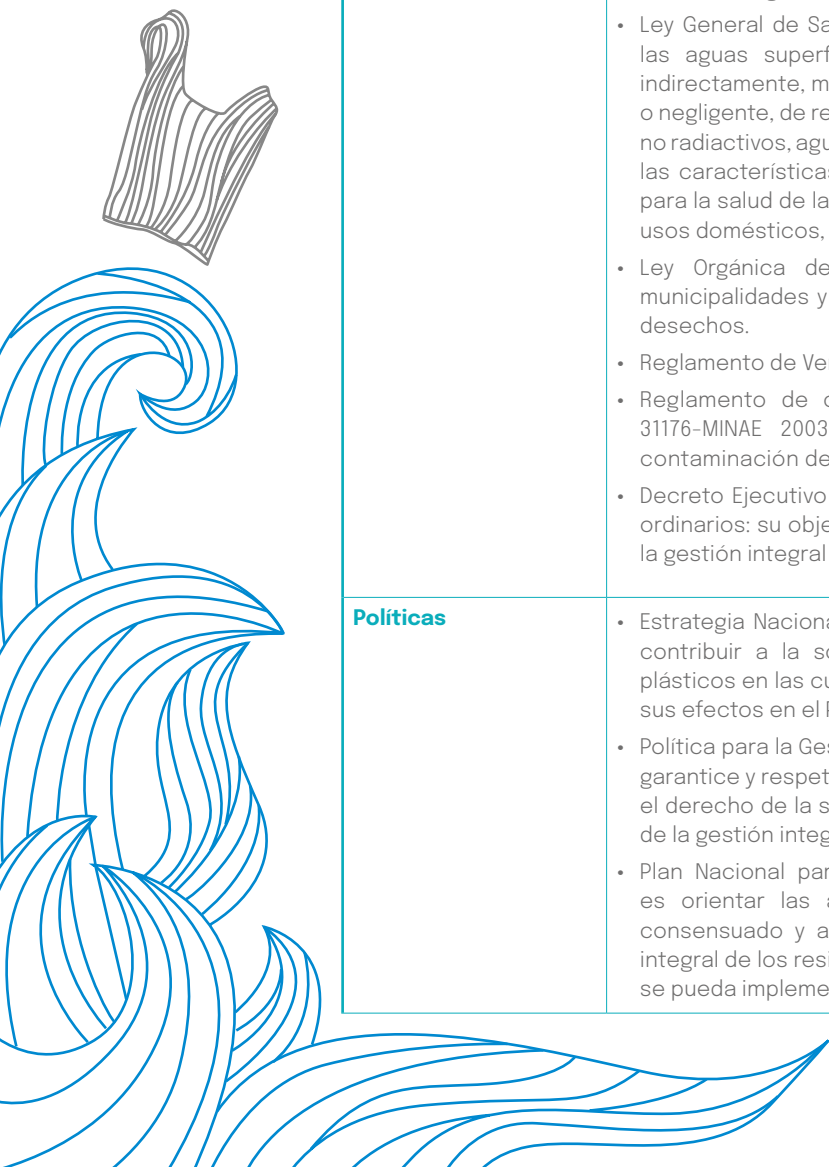 • Ley General de Sa
las aguas superf
indirectamente, m
o negligente, de re
no radiactivos, agu
las características
para la salud de la
usos domésticos,
• Ley Orgánica de
municipalidades y
desechos.
• Reglamento de Ve
• Reglamento de c
31176-MINAE 2003
contaminación de
• Decreto Ejecutivo
ordinarios: su obje
la gestión integral
Políticas
• Estrategia Naciona
contribuir a la so
plásticos en las cu
sus efectos en el P
• Política para la Ges
garantice y respet
el derecho de la s
de la gestión integ
• Plan Nacional par
es orientar las a
consensuado y a
integral de los resi
se pueda impleme